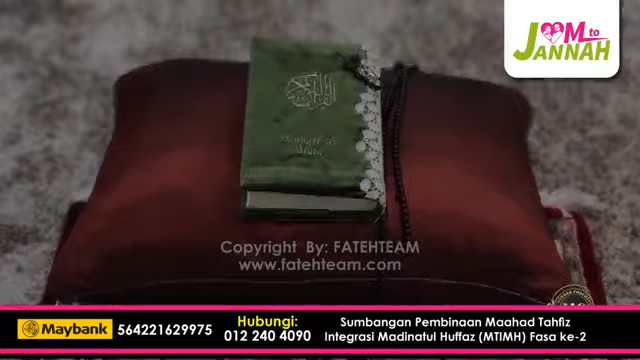 JOM to
JANNAH
Copyright By: FATEHTEAM
www.fatehteam.com
Maybank
564221629975
Hubungi:
012 240 4090
Sumbangan Pembinaan Maahad Tahfiz
Integrasi Madinatul Huffaz (MTIMH) Fasa ke-2